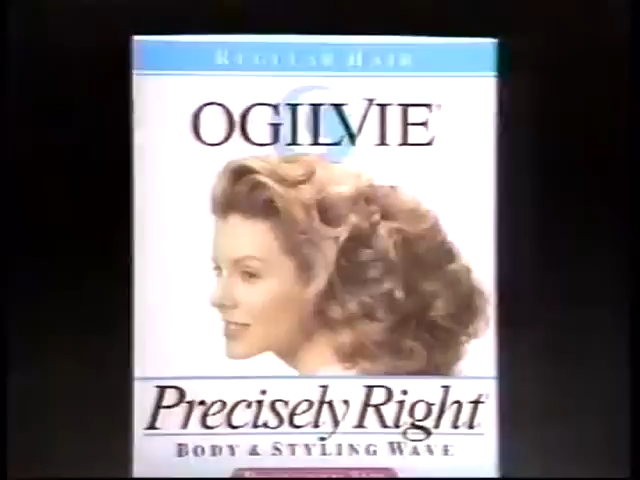 REGULAR HAIR
OGILVIE®
Precisely Right®
BODY & STYLING WAVE